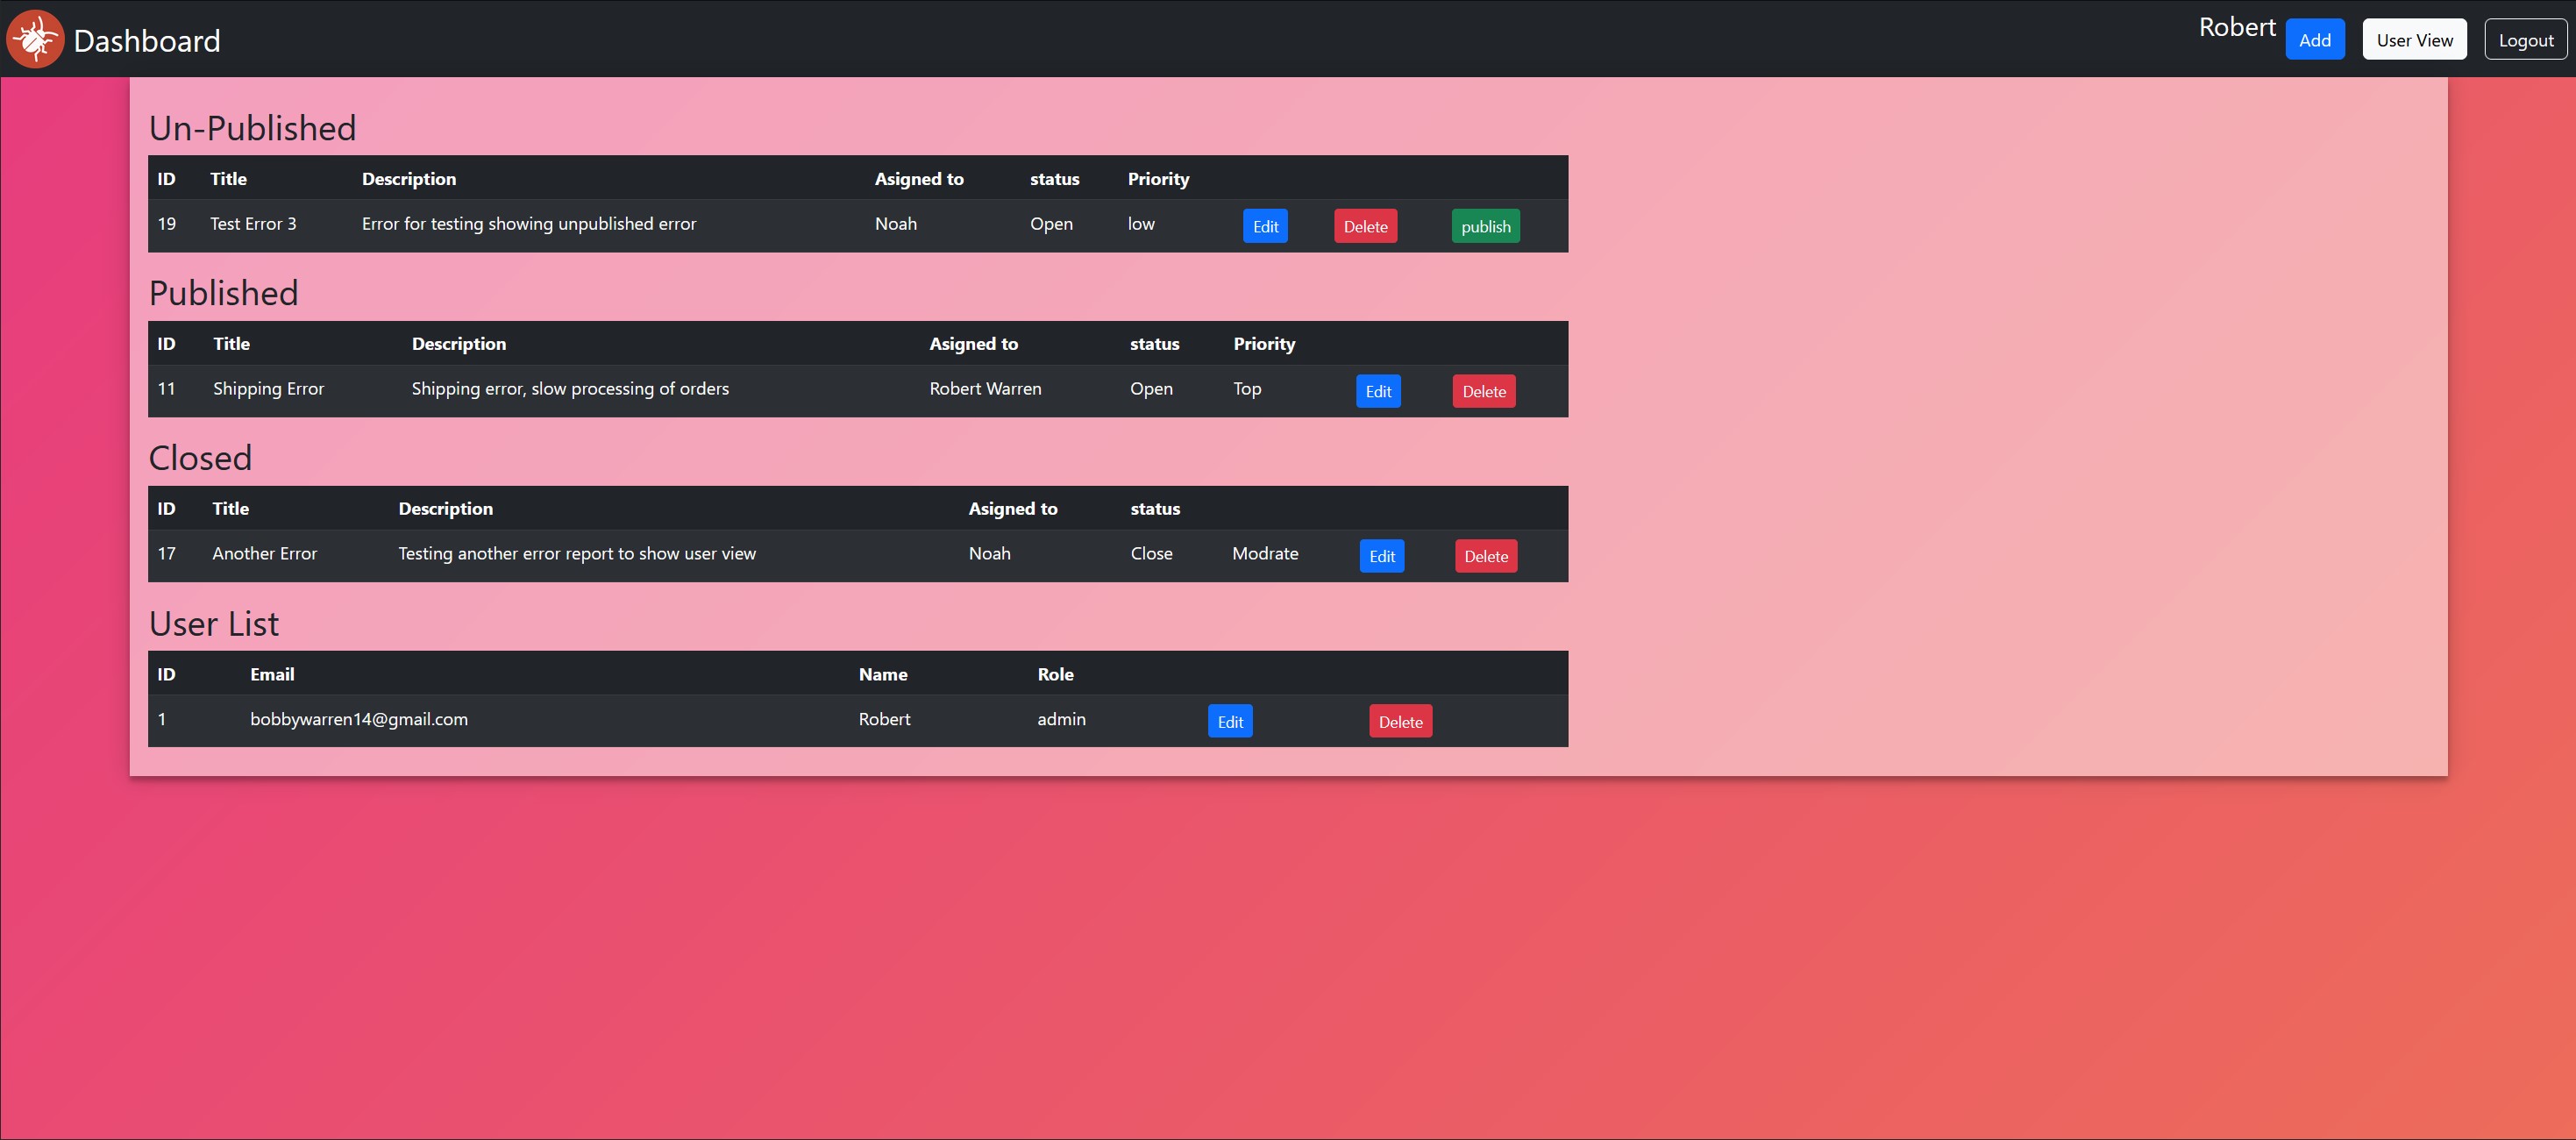 Dashboard
Robert Add User View Logout
Un-Published
ID Title Description Asigned to status Priority
19 Test Error 3 Error for testing showing unpublished error Noah Open low Edit Delete publish
Published
ID Title Description Asigned to status Priority
11 Shipping Error Shipping error, slow processing of orders Robert Warren Open Top Edit Delete
Closed
ID Title Description Asigned to status
17 Another Error Testing another error report to show user view Noah Close Modrate Edit Delete
User List
ID Email Name Role
1 bobbywarren14@gmail.com Robert admin Edit Delete